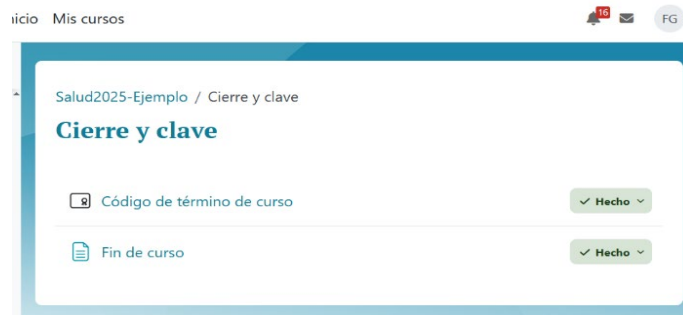 Mis cursos
16
FG
Salud2025-Ejemplo / Cierre y clave
Cierre y clave
Código de término de curso
Hecho
Fin de curso
Hecho